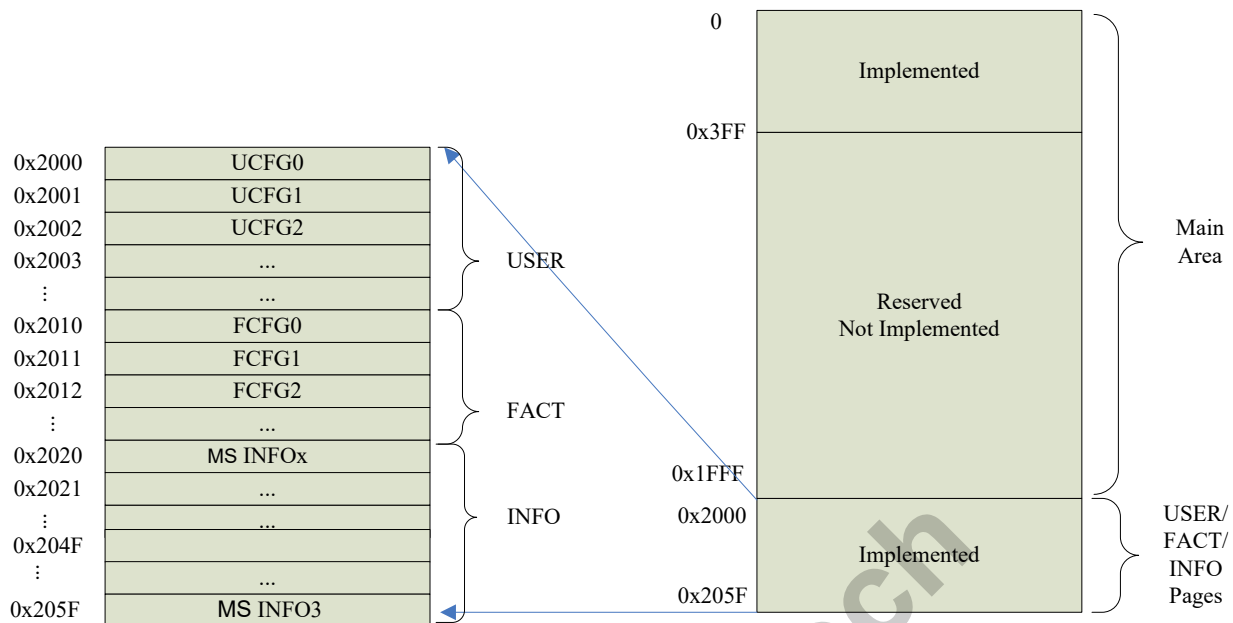 0x2000 UCFG0
0x2001 UCFG1
0x2002 UCFG2
0x2003 ...
⋮ ...
USER
0x2010 FCFG0
0x2011 FCFG1
0x2012 FCFG2
⋮ ...
FACT
0x2020 MS INFOx
0x2021 ...
⋮ ...
0x204F
⋮ ...
0x205F MS INFO3
INFO
0
Implemented
0x3FF
Reserved
Not Implemented
0x1FFF
Main
Area
0x2000
Implemented
0x205F
USER/
FACT/
INFO
Pages
ch